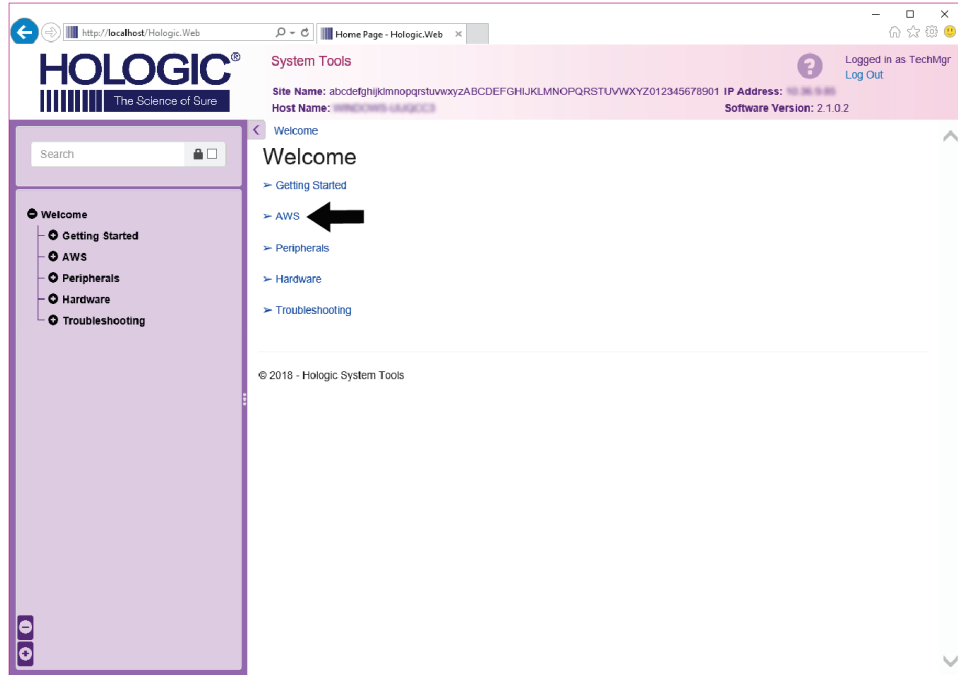 http://localhost/Hologic.Web
Home Page - Hologic.Web
HOLOGIC®
The Science of Sure
System Tools
Logged in as TechMgr
Log Out
Site Name: abcdefghijklmnopqrstuvwxyzABCDEFGHIJKLMNOPQRSTUVWXYZ012345678901 IP Address:
Host Name:
Software Version: 2.1.0.2
Search
Welcome
Getting Started
AWS
Peripherals
Hardware
Troubleshooting
Welcome
Welcome
➢ Getting Started
➢ AWS
➢ Peripherals
➢ Hardware
➢ Troubleshooting
© 2018 - Hologic System Tools